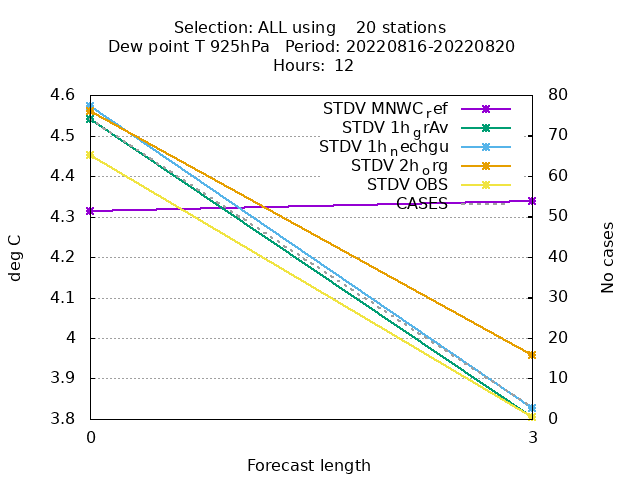 Selection: ALL using    20 stations
Dew point T 925hPa   Period: 20220816-20220820
Hours: 12
4.6
4.5
4.4
4.3
4.2
4.1
4
3.9
3.8
80
70
60
50
40
30
20
10
0
STDV MNWC_ref
STDV 1h_grAv
STDV 1h_nechgu
STDV 2h_org
STDV OBS
CASES
deg C
No cases
0
3
Forecast length